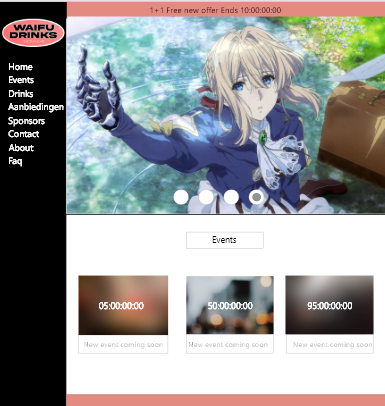 1+1 Free new offer Ends 10:00:00:00
WAIFU
DRINKS
Home
Events
Drinks
Aanbiedingen
Sponsors
Contact
About
Faq
Events
05:00:00:00
50:00:00:00
95:00:00:00
New event coming soon
New event coming soon
New event coming soon